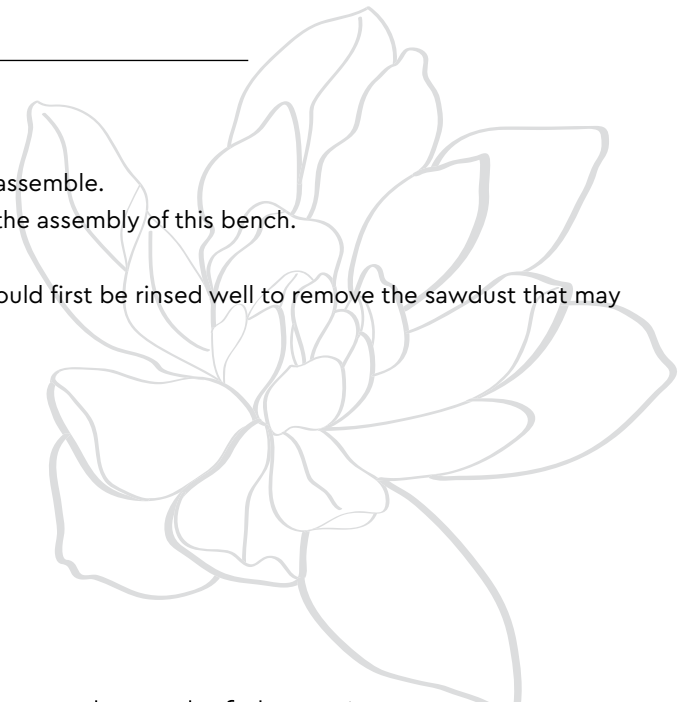 assemble.
the assembly of this bench.
ould first be rinsed well to remove the sawdust that may